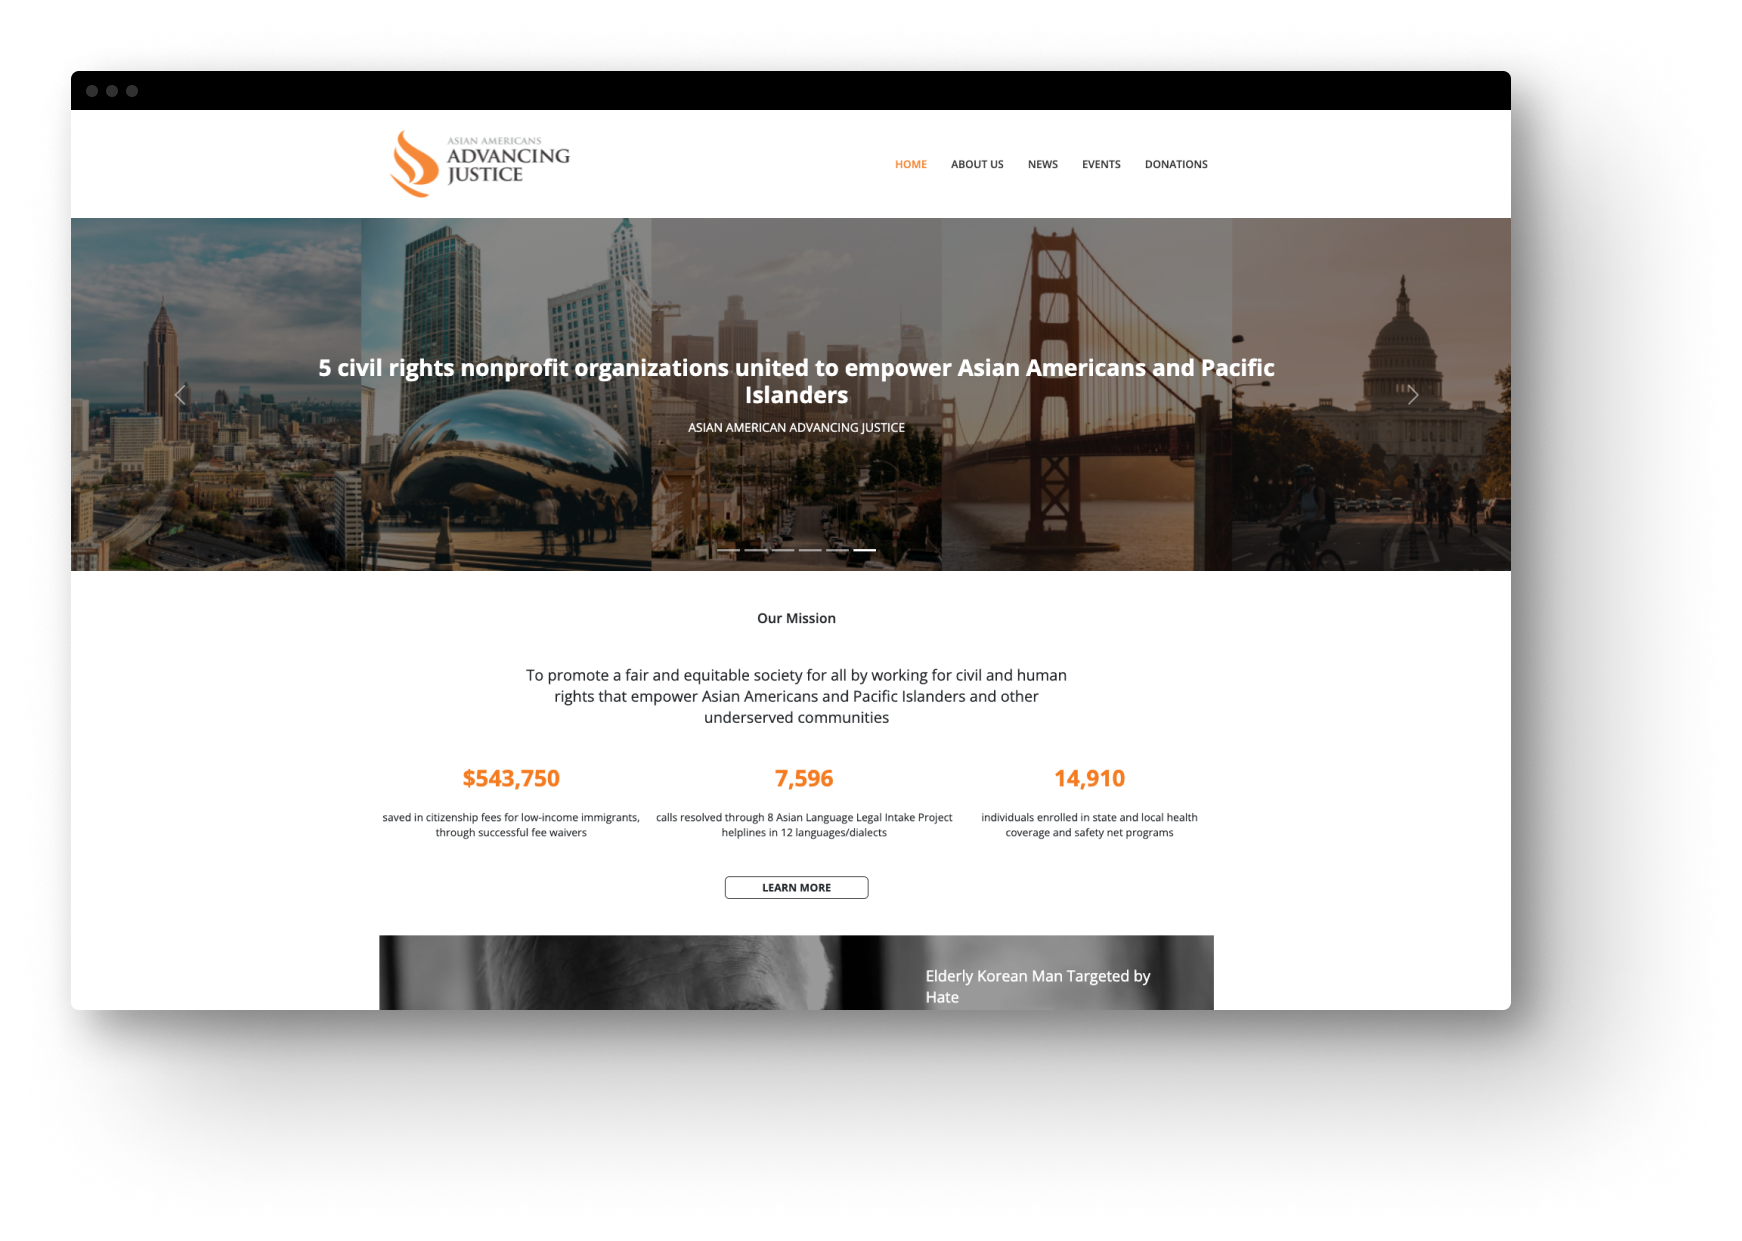 ASIAN AMERICANS
ADVANCING
JUSTICE
HOME
ABOUT US
NEWS
EVENTS
DONATIONS
5 civil rights nonprofit organizations united to empower Asian Americans and Pacific
Islanders
ASIAN AMERICAN ADVANCING JUSTICE
Our Mission
To promote a fair and equitable society for all by working for civil and human
rights that empower Asian Americans and Pacific Islanders and other
underserved communities
$543,750
saved in citizenship fees for low-income immigrants,
through successful fee waivers
7,596
calls resolved through 8 Asian Language Legal Intake Project
helplines in 12 languages/dialects
14,910
individuals enrolled in state and local health
coverage and safety net programs
LEARN MORE
Elderly Korean Man Targeted by
Hate